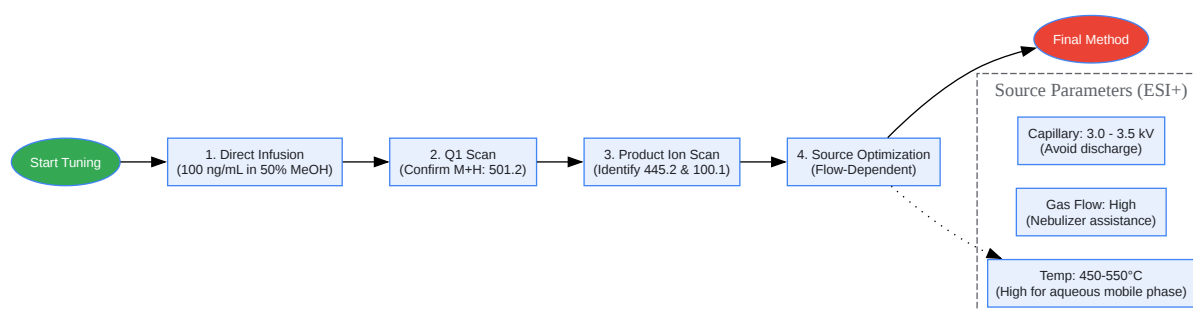 Final Method
Source Parameters (ESI+)
Capillary: 3.0 - 3.5 kV
(Avoid discharge)
Start Tuning
1. Direct Infusion
(100 ng/mL in 50% MeOH)
2. Q1 Scan
(Confirm M+H: 501.2)
3. Product Ion Scan
(Identify 445.2 & 100.1)
4. Source Optimization
(Flow-Dependent)
Gas Flow: High
(Nebulizer assistance)
Temp: 450-550°C
(High for aqueous mobile phase)